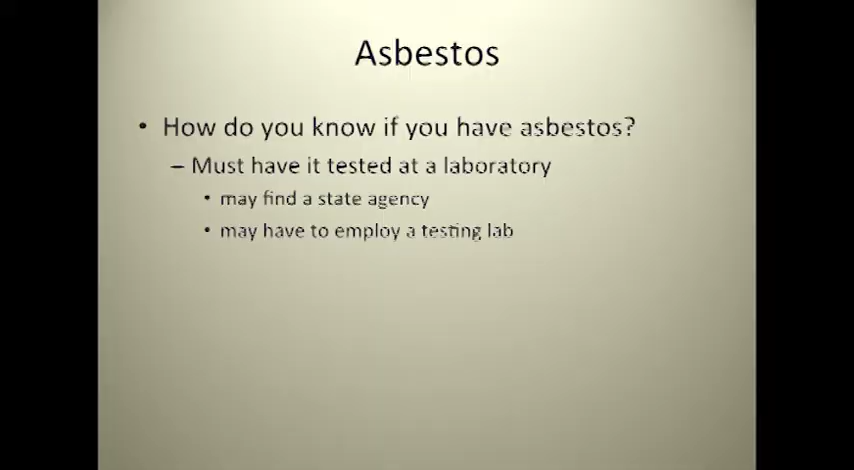 Asbestos
• How do you know if you have asbestos?
– Must have it tested at a laboratory
• may find a state agency
• may have to employ a testing lab